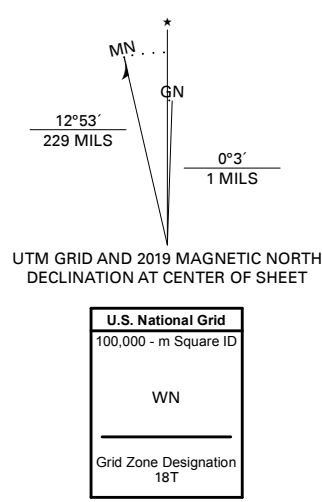 MN
GN
12°53´
229 MILS
0°3´
1 MILS
UTM GRID AND 2019 MAGNETIC NORTH
DECLINATION AT CENTER OF SHEET
U.S. National Grid
100,000 - m Square ID
WN
Grid Zone Designation
18T